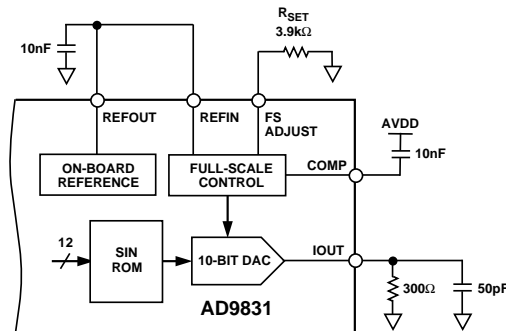 R_SET
3.9kΩ
10nF
REFOUT
REFIN
FS
ADJUST
AVDD
10nF
COMP
ON-BOARD
REFERENCE
FULL-SCALE
CONTROL
12
SIN
ROM
10-BIT DAC
IOUT
AD9831
300Ω
50pF